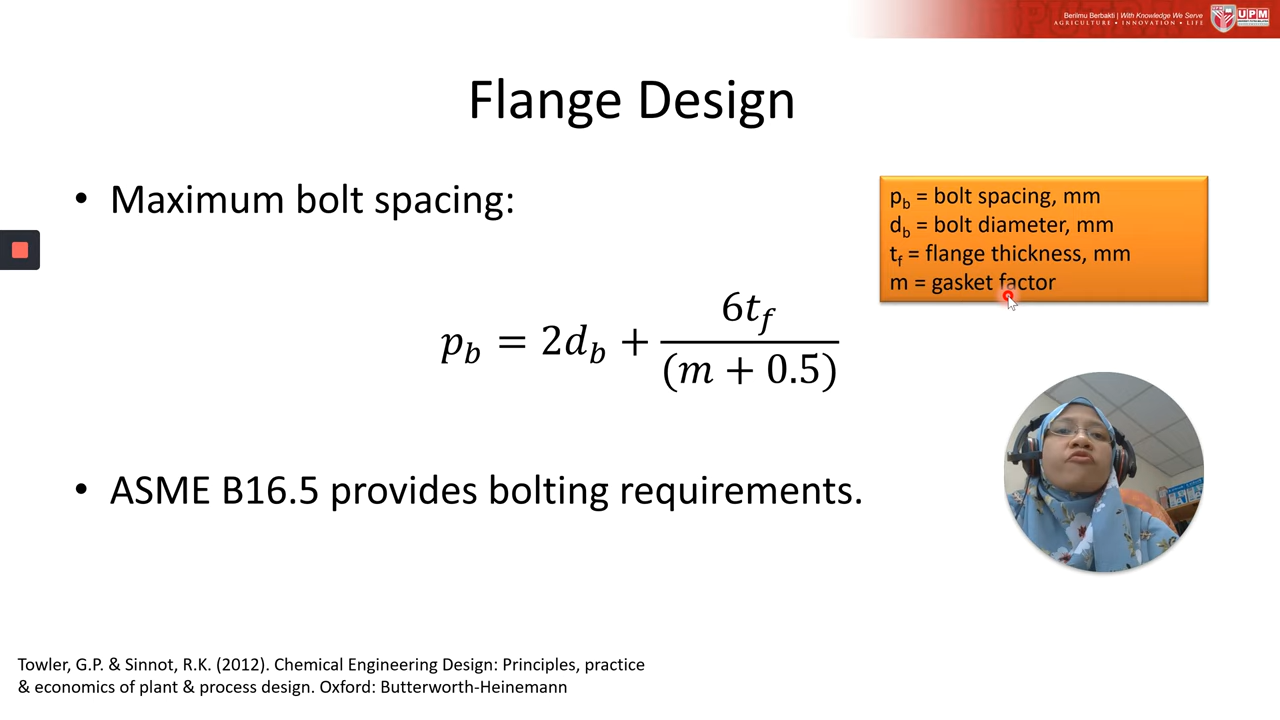 Berilmu Berbakti | With Knowledge We Serve
AGRICULTURE • INNOVATION • LIFE
UPM
Flange Design
• Maximum bolt spacing:
p_b = bolt spacing, mm
d_b = bolt diameter, mm
t_f = flange thickness, mm
m = gasket factor
p_b = 2d_b + 6t_f / (m + 0.5)
• ASME B16.5 provides bolting requirements.
Towler, G.P. & Sinnot, R.K. (2012). Chemical Engineering Design: Principles, practice
& economics of plant & process design. Oxford: Butterworth-Heinemann